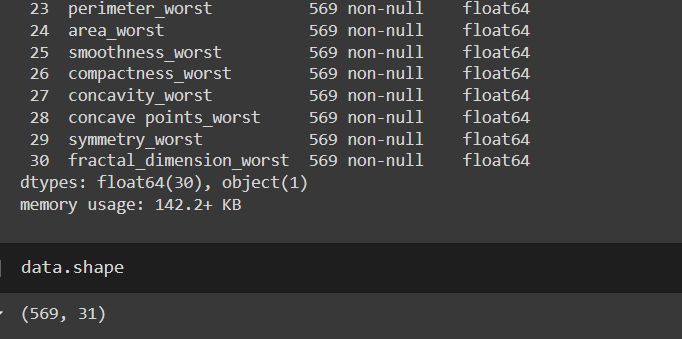 23 perimeter_worst 569 non-null float64
24 area_worst 569 non-null float64
25 smoothness_worst 569 non-null float64
26 compactness_worst 569 non-null float64
27 concavity_worst 569 non-null float64
28 concave points_worst 569 non-null float64
29 symmetry_worst 569 non-null float64
30 fractal_dimension_worst 569 non-null float64
dtypes: float64(30), object(1)
memory usage: 142.2+ KB
data.shape
(569, 31)